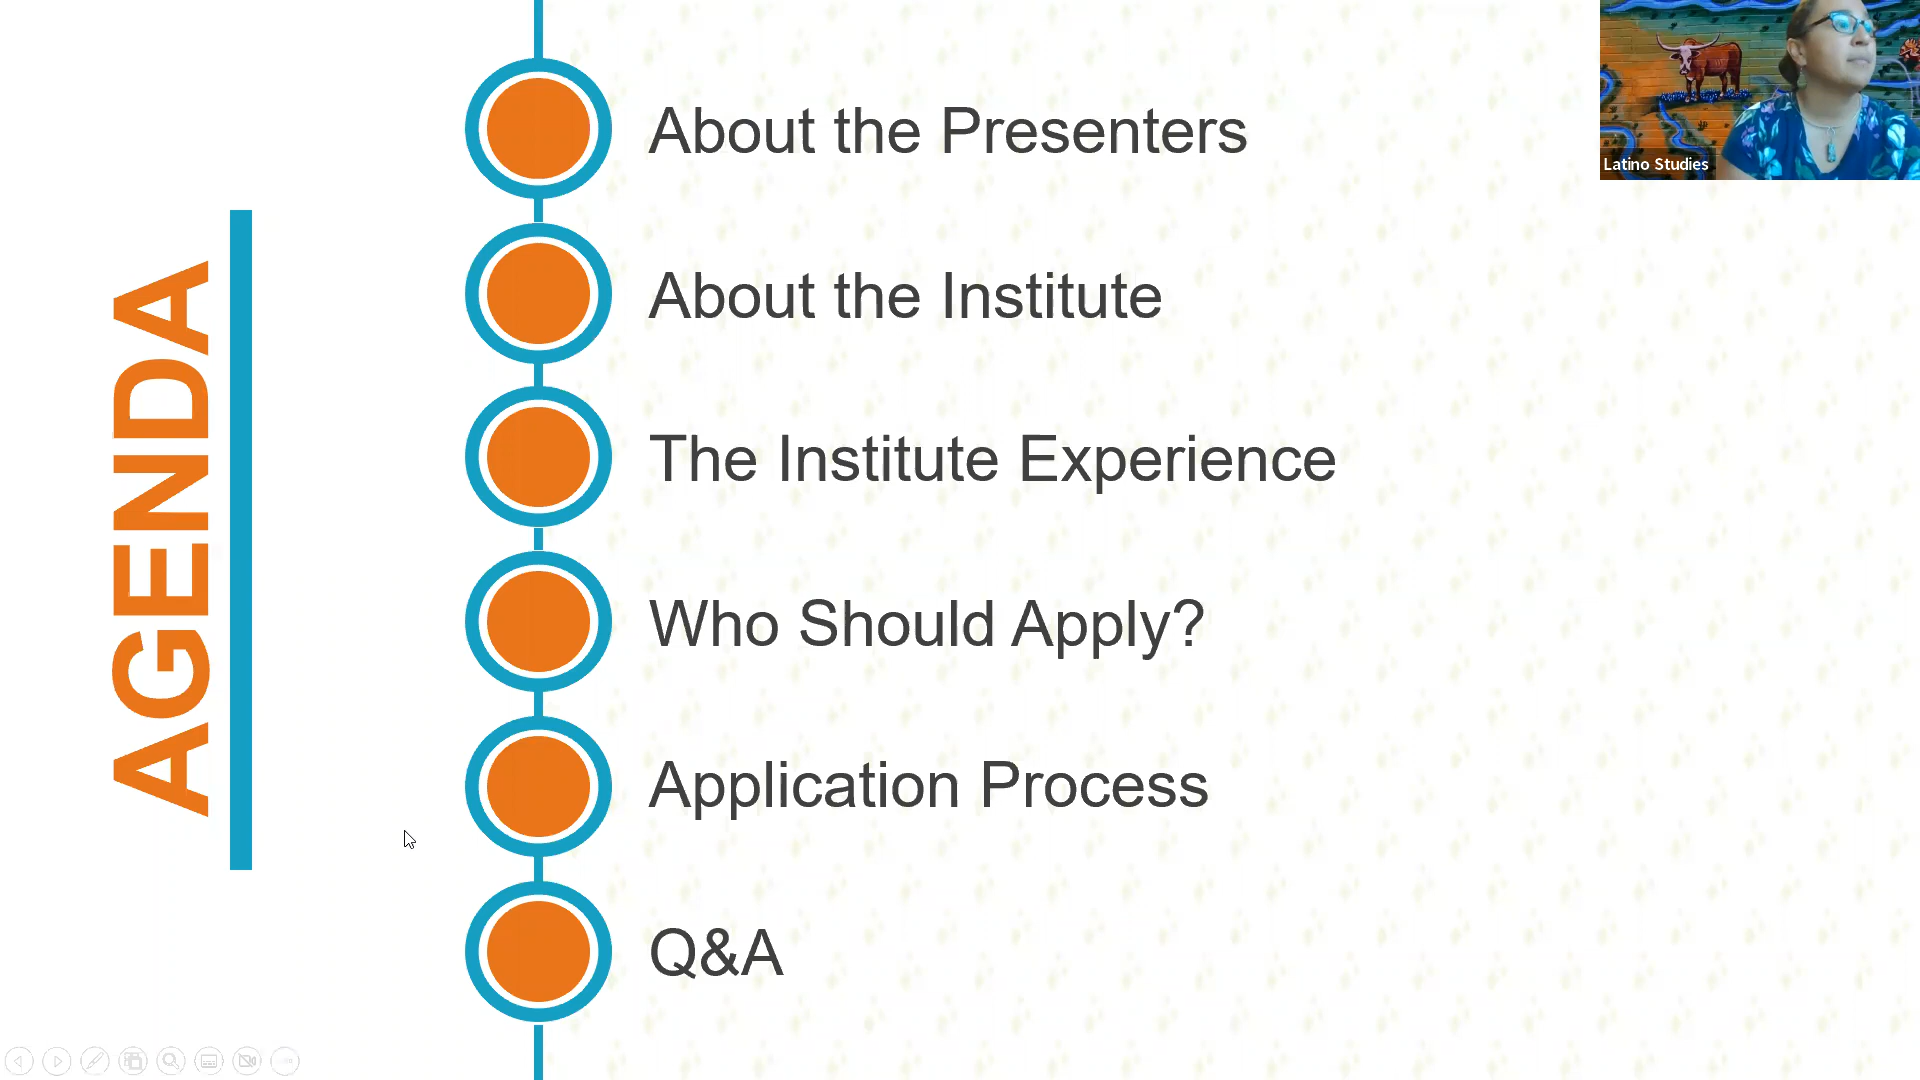 AGENDA
About the Presenters
About the Institute
The Institute Experience
Who Should Apply?
Application Process
Q&A
Latino Studies